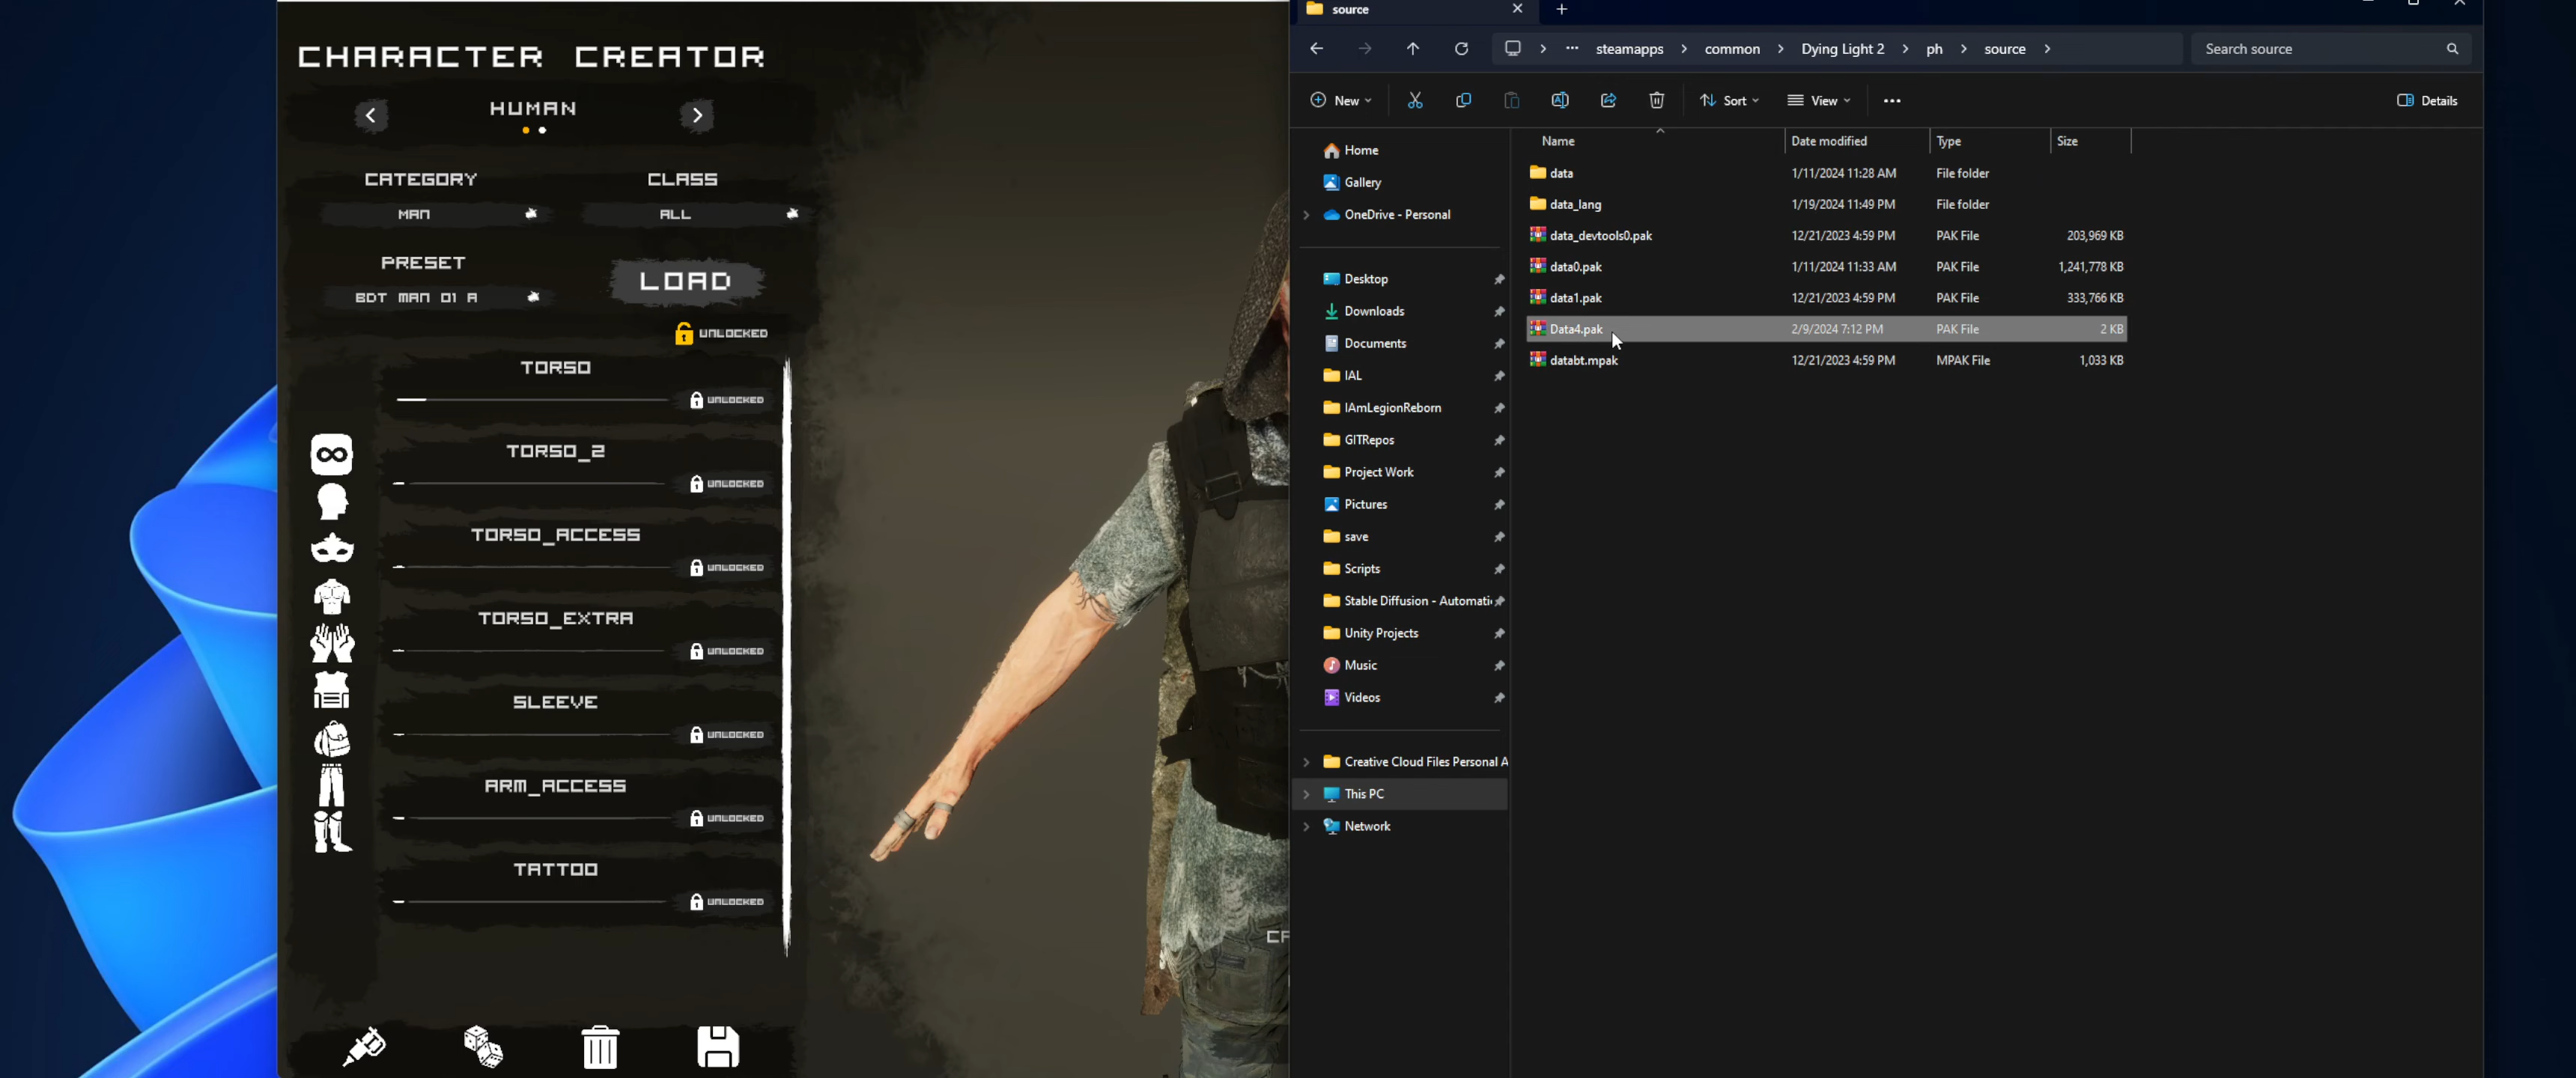 CHARACTER CREATOR
HUMAN
CATEGORY
CLASS
MAN
ALL
PRESET
LOAD
BDT MAN 01 A
UNLOCKED
TORSO
UNLOCKED
TORSO_2
UNLOCKED
TORSO_ACCESS
UNLOCKED
TORSO_EXTRA
UNLOCKED
SLEEVE
UNLOCKED
ARM_ACCESS
UNLOCKED
TATTOO
UNLOCKED
source
steamapps > common > Dying Light 2 > ph > source >
Search source
New
Sort
View
Details
Home
Gallery
OneDrive - Personal
Desktop
Downloads
Documents
IAL
IAmLegionReborn
GITRepos
Project Work
Pictures
save
Scripts
Stable Diffusion - Automati
Unity Projects
Music
Videos
Creative Cloud Files Personal A
This PC
Network
Name Date modified Type Size
data 1/11/2024 11:28 AM File folder
data_lang 1/19/2024 11:49 PM File folder
data_devtools0.pak 12/21/2023 4:59 PM PAK File 203,969 KB
data0.pak 1/11/2024 11:33 AM PAK File 1,241,778 KB
data1.pak 12/21/2023 4:59 PM PAK File 333,766 KB
Data4.pak 2/9/2024 7:12 PM PAK File 2 KB
databt.mpak 12/21/2023 4:59 PM MPAK File 1,033 KB